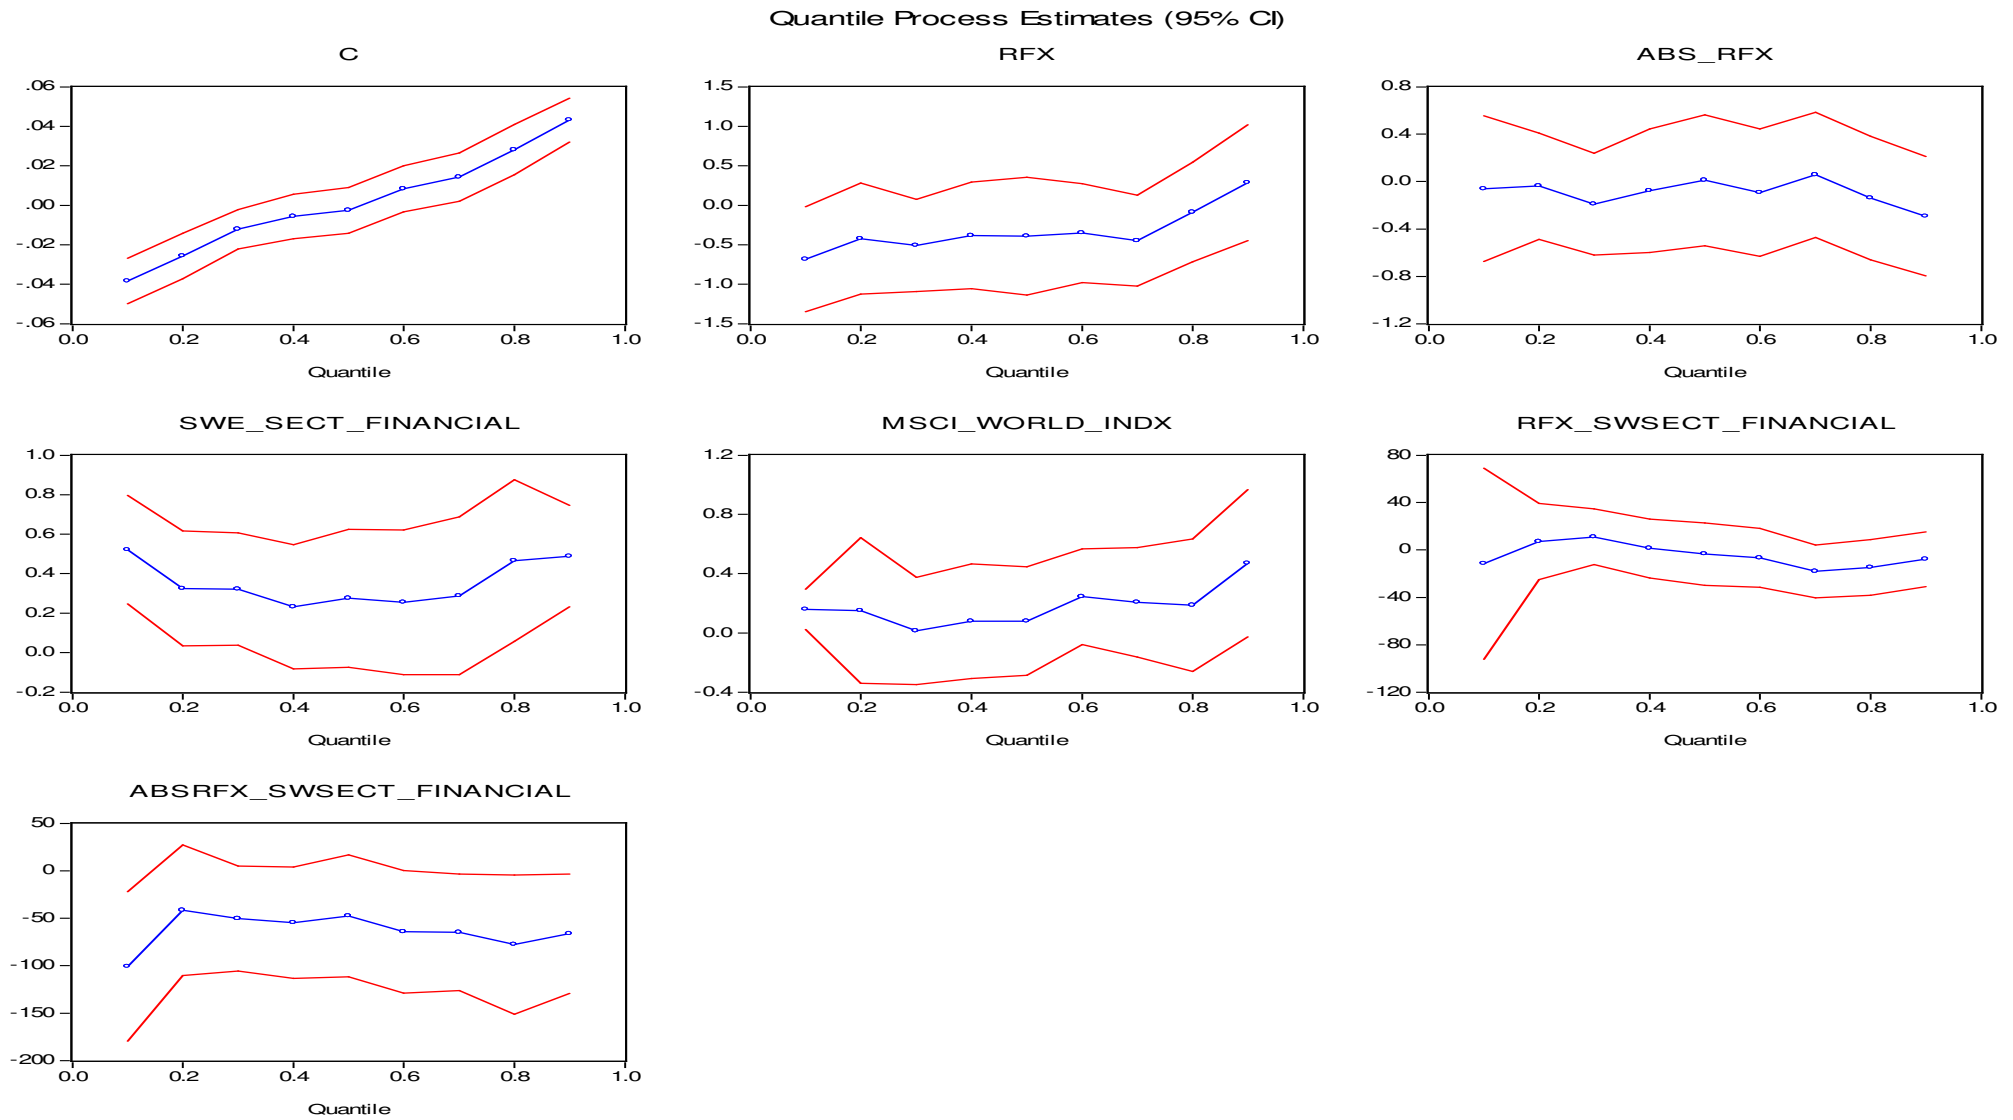 Quantile Process Estimates (95% CI)
C
.06
.04
.02
.00
-.02
-.04
-.06
0.0 0.2 0.4 0.6 0.8 1.0
Quantile
RFX
1.5
1.0
0.5
0.0
-0.5
-1.0
-1.5
0.0 0.2 0.4 0.6 0.8 1.0
Quantile
ABS_RFX
0.8
0.4
0.0
-0.4
-0.8
-1.2
0.0 0.2 0.4 0.6 0.8 1.0
Quantile
SWE_SECT_FINANCIAL
1.0
0.8
0.6
0.4
0.2
0.0
-0.2
0.0 0.2 0.4 0.6 0.8 1.0
Quantile
MSCI_WORLD_INDX
1.2
0.8
0.4
0.0
-0.4
0.0 0.2 0.4 0.6 0.8 1.0
Quantile
RFX_SWSECT_FINANCIAL
80
40
0
-40
-80
-120
0.0 0.2 0.4 0.6 0.8 1.0
Quantile
ABSRFX_SWSECT_FINANCIAL
50
0
-50
-100
-150
-200
0.0 0.2 0.4 0.6 0.8 1.0
Quantile